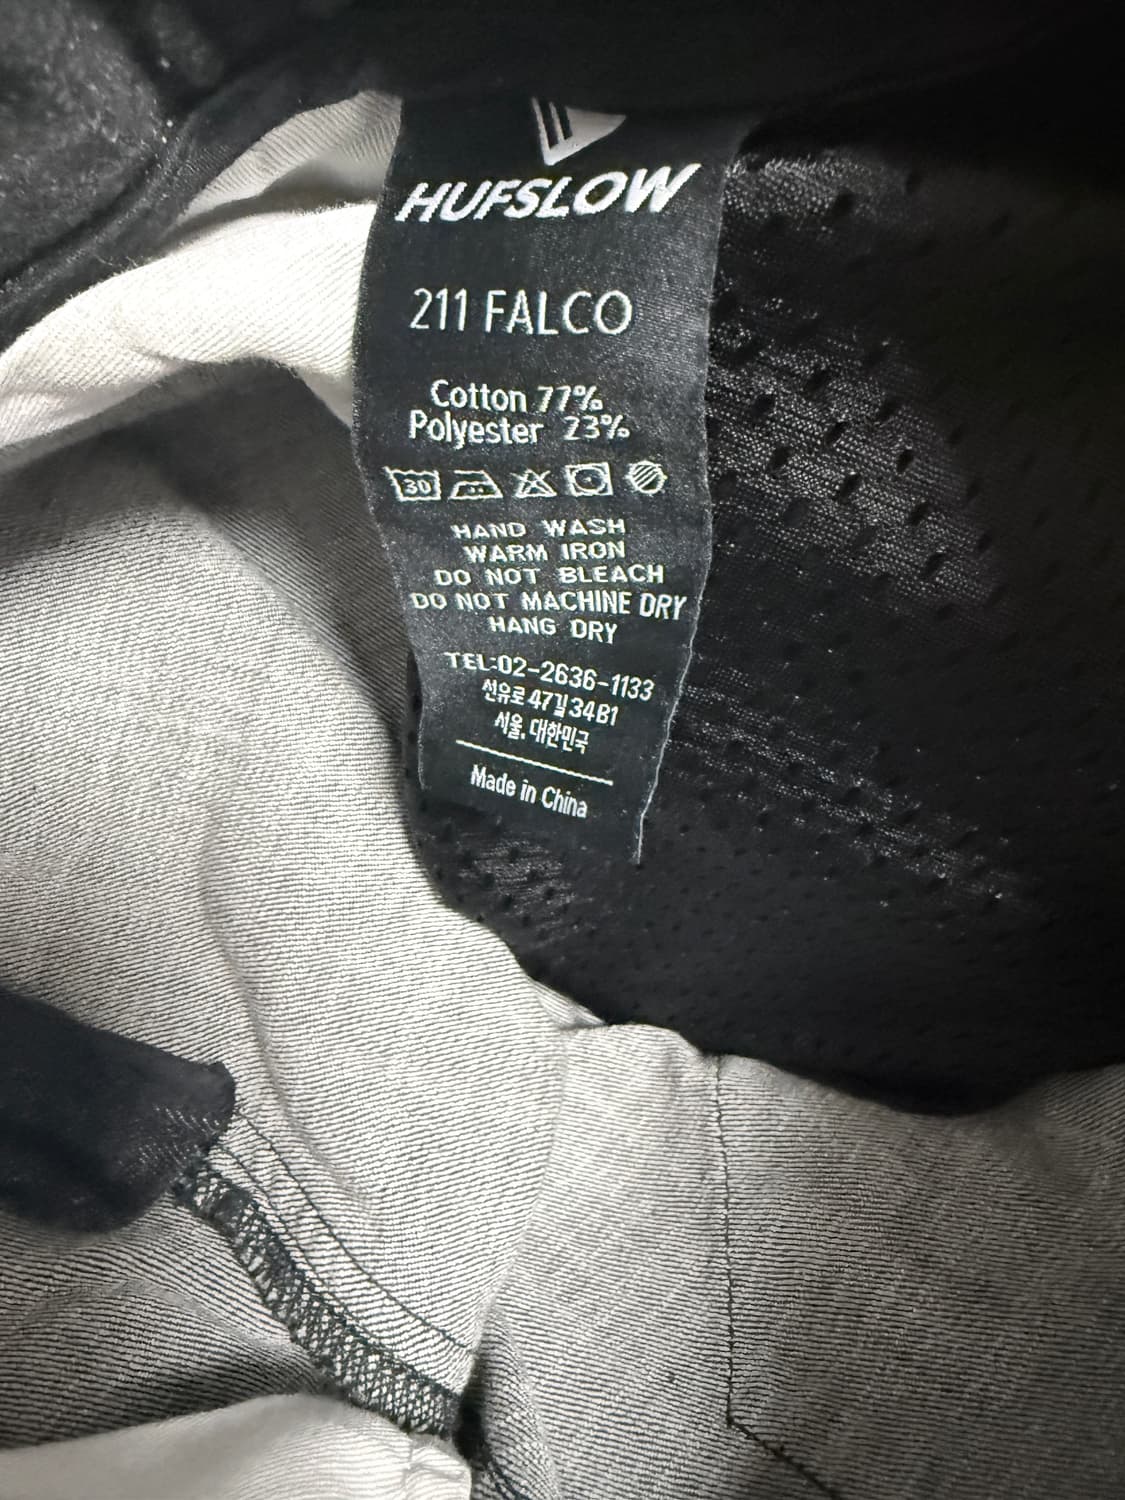 HUFSLOW
211 FALCO
Cotton 77%
Polyester 23%
30
HAND WASH
WARM IRON
DO NOT BLEACH
DO NOT MACHINE DRY
HANG DRY
TEL:02-2636-1133
선유로 47길 34 B1
서울, 대한민국
Made in China